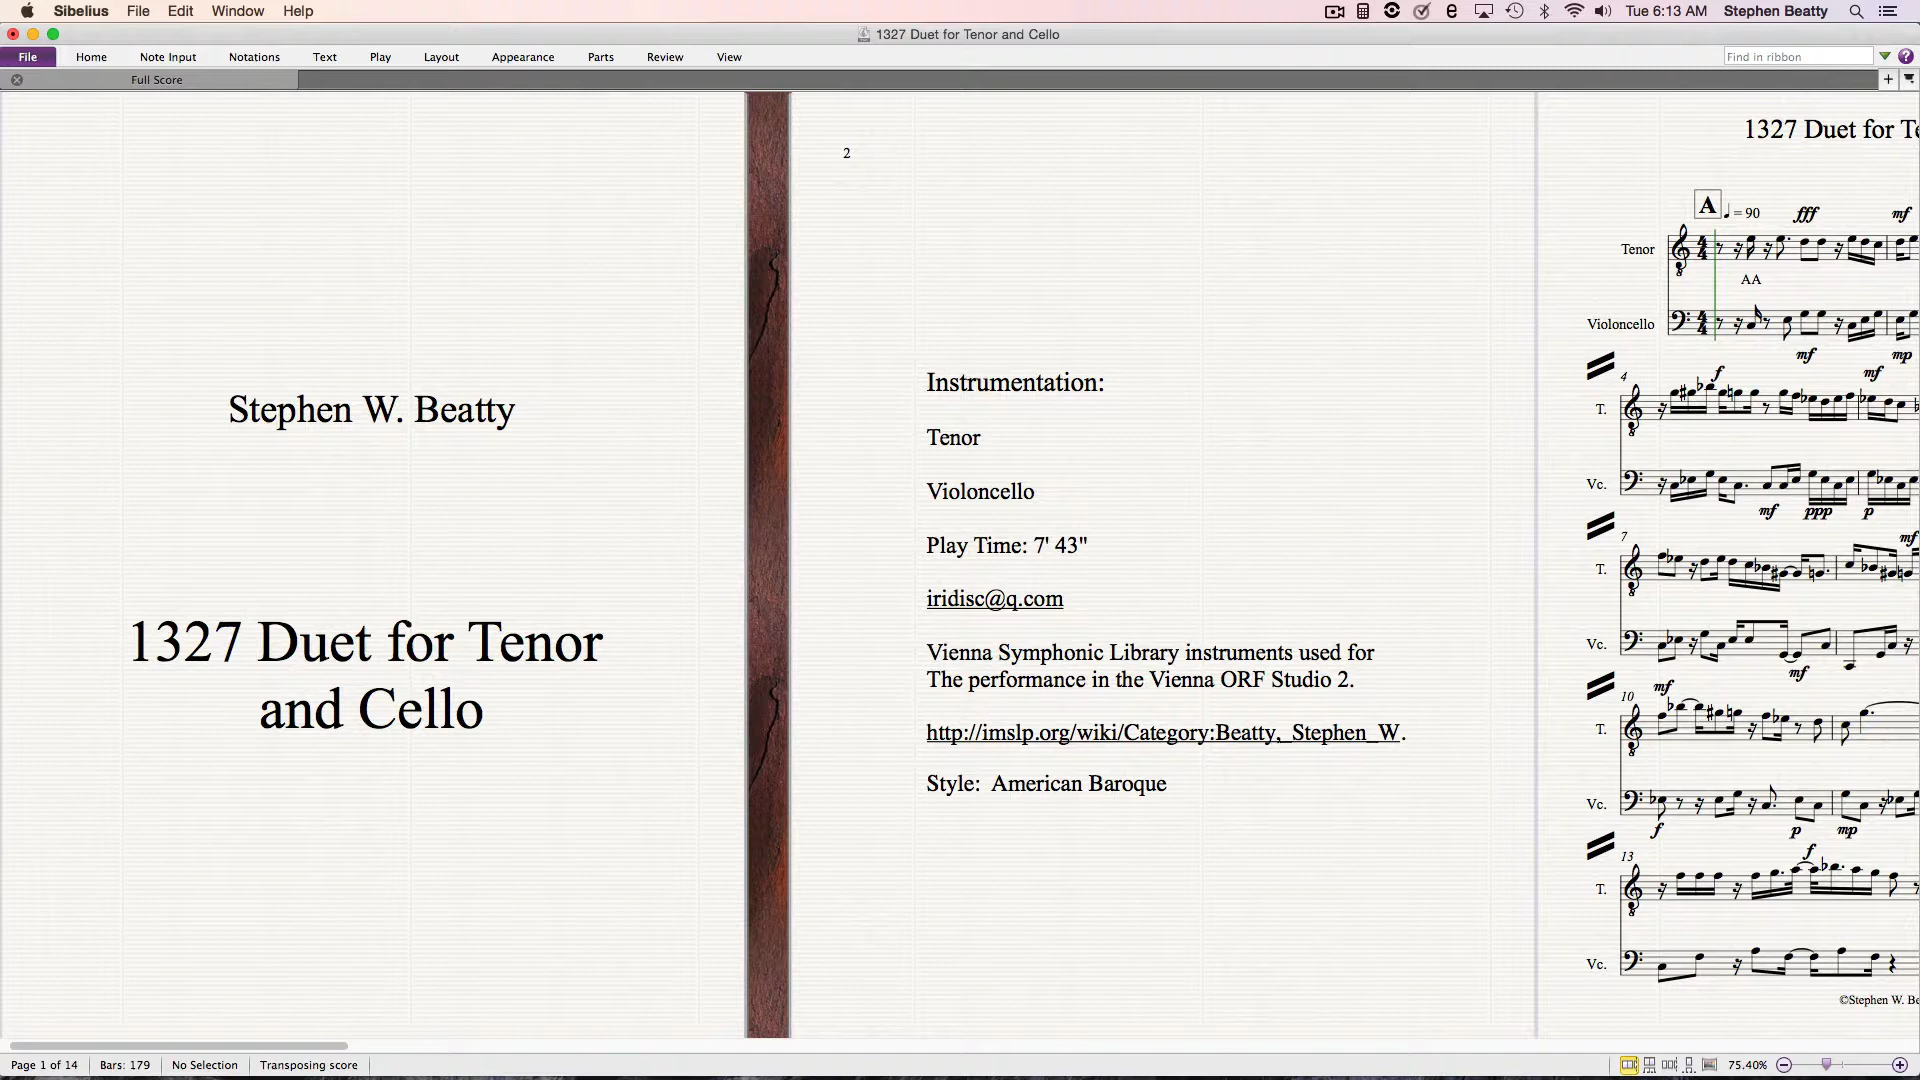 Sibelius File Edit Window Help
Tue 6:13 AM Stephen Beatty
1327 Duet for Tenor and Cello
File Home Note Input Notations Text Play Layout Appearance Parts Review View
Find in ribbon
Full Score
Stephen W. Beatty
1327 Duet for Tenor
and Cello
2
Instrumentation:
Tenor
Violoncello
Play Time: 7' 43"
iridisc@q.com
Vienna Symphonic Library instruments used for
The performance in the Vienna ORF Studio 2.
http://imslp.org/wiki/Category:Beatty,_Stephen_W.
Style: American Baroque
1327 Duet for Te
A = 90 fff mf
Tenor
AA
Violoncello
mf mp
4 f mf
T.
Vc.
mf ppp p
7 mf
T.
Vc.
mf
10 mf
T.
Vc.
f p mp
13 f
T.
Vc.
©Stephen W. Be
Page 1 of 14 Bars: 179 No Selection Transposing score
75.40%